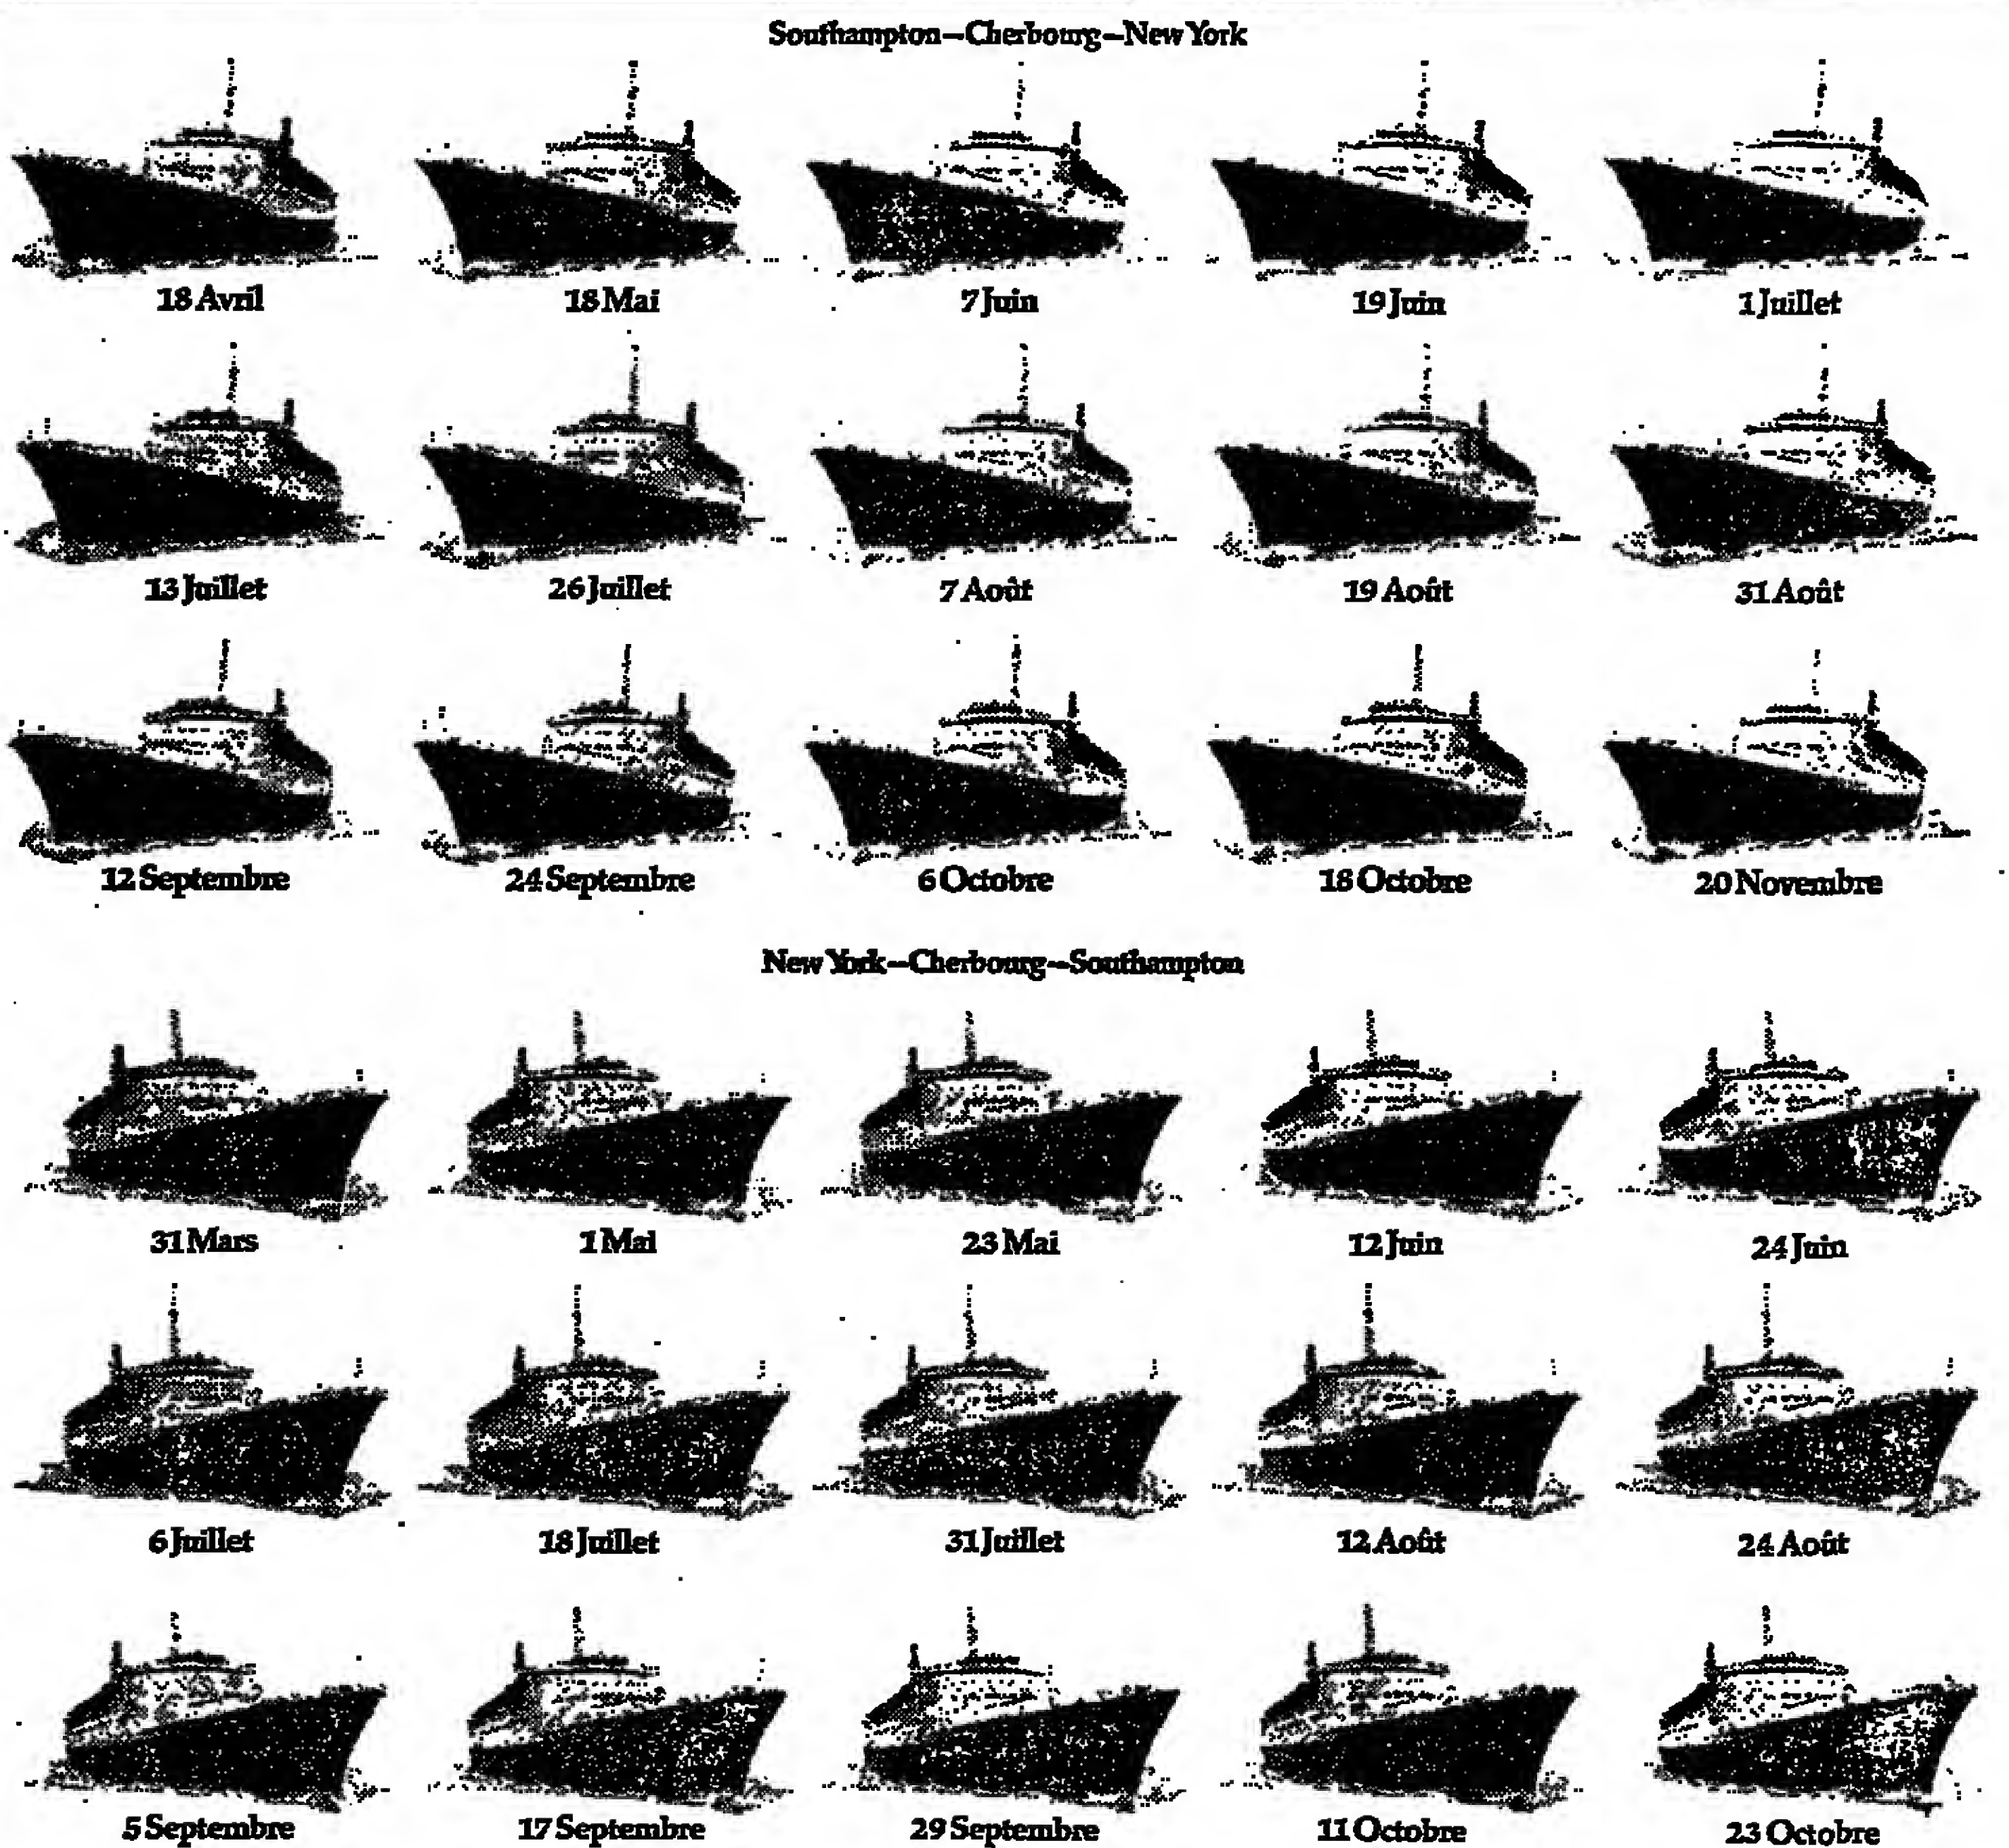 Southampton–Cherbourg–New York
18 Avril 18 Mai 7 Juin 19 Juin 1 Juillet
13 Juillet 26 Juillet 7 Août 19 Août 31 Août
12 Septembre 24 Septembre 6 Octobre 18 Octobre 20 Novembre
New York–Cherbourg–Southampton
31 Mars 1 Mai 23 Mai 12 Juin 24 Juin
6 Juillet 18 Juillet 31 Juillet 12 Août 24 Août
5 Septembre 17 Septembre 29 Septembre 11 Octobre 23 Octobre